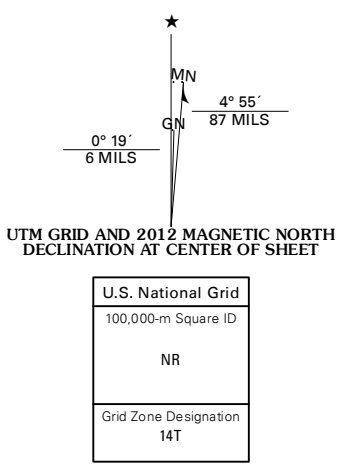 ★
MN
4° 55´
87 MILS
GN
0° 19´
6 MILS
UTM GRID AND 2012 MAGNETIC NORTH
DECLINATION AT CENTER OF SHEET
U.S. National Grid
100,000-m Square ID
NR
Grid Zone Designation
14T